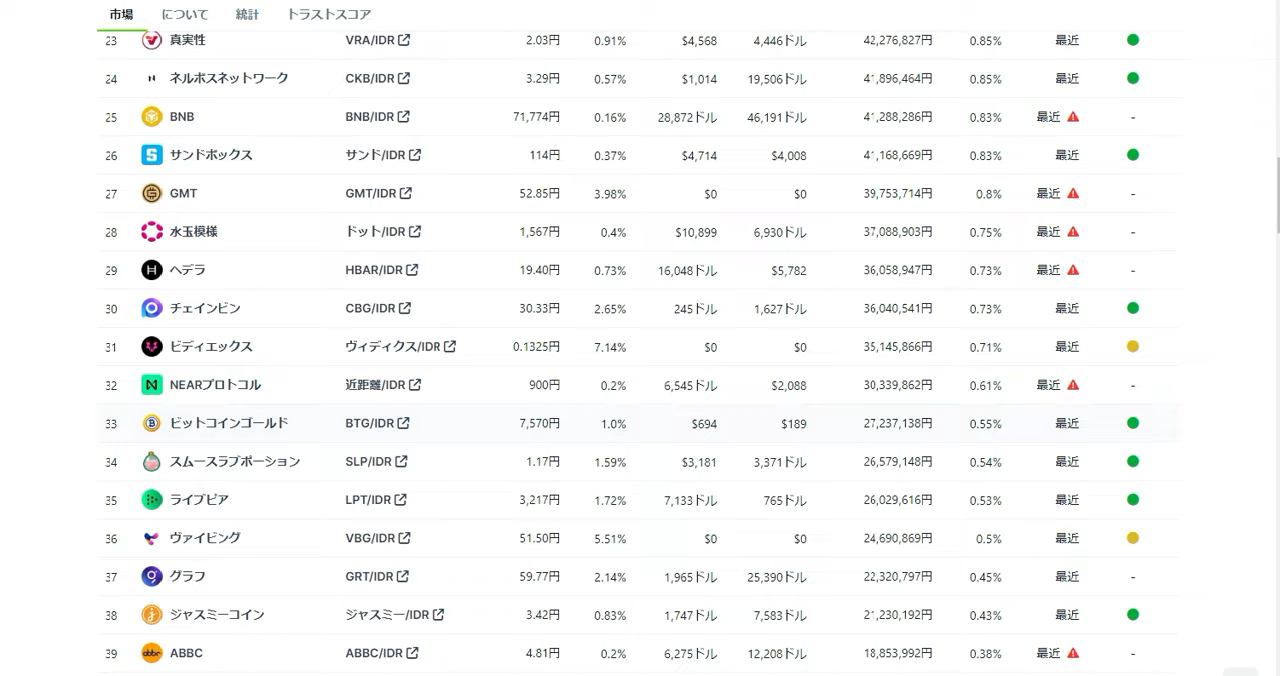 市場 について 統計 トラストスコア
23 真実性 VRA/IDR 2.03円 0.91% $4,568 4,446ドル 42,276,827円 0.85% 最近
24 ネルボスネットワーク CKB/IDR 3.29円 0.57% $1,014 19,506ドル 41,896,464円 0.85% 最近
25 BNB BNB/IDR 71,774円 0.16% 28,872ドル 46,191ドル 41,288,286円 0.83% 最近 -
26 サンドボックス サンド/IDR 114円 0.37% $4,714 $4,008 41,168,669円 0.83% 最近
27 GMT GMT/IDR 52.85円 3.98% $0 $0 39,753,714円 0.8% 最近 -
28 水玉模様 ドット/IDR 1,567円 0.4% $10,899 6,930ドル 37,088,903円 0.75% 最近 -
29 ヘデラ HBAR/IDR 19.40円 0.73% 16,048ドル $5,782 36,058,947円 0.73% 最近 -
30 チェインビン CBG/IDR 30.33円 2.65% 245ドル 1,627ドル 36,040,541円 0.73% 最近
31 ビディエックス ヴィディクス/IDR 0.1325円 7.14% $0 $0 35,145,866円 0.71% 最近
32 NEARプロトコル 近距離/IDR 900円 0.2% 6,545ドル $2,088 30,339,862円 0.61% 最近 -
33 ビットコインゴールド BTG/IDR 7,570円 1.0% $694 $189 27,237,138円 0.55% 最近
34 スムースラブポーション SLP/IDR 1.17円 1.59% $3,181 3,371ドル 26,579,148円 0.54% 最近
35 ライブピア LPT/IDR 3,217円 1.72% 7,133ドル 765ドル 26,029,616円 0.53% 最近
36 ヴァイビング VBG/IDR 51.50円 5.51% $0 $0 24,690,869円 0.5% 最近
37 グラフ GRT/IDR 59.77円 2.14% 1,965ドル 25,390ドル 22,320,797円 0.45% 最近 -
38 ジャスミーコイン ジャスミー/IDR 3.42円 0.83% 1,747ドル 7,583ドル 21,230,192円 0.43% 最近
39 ABBC ABBC/IDR 4.81円 0.2% 6,275ドル 12,208ドル 18,853,992円 0.38% 最近 -